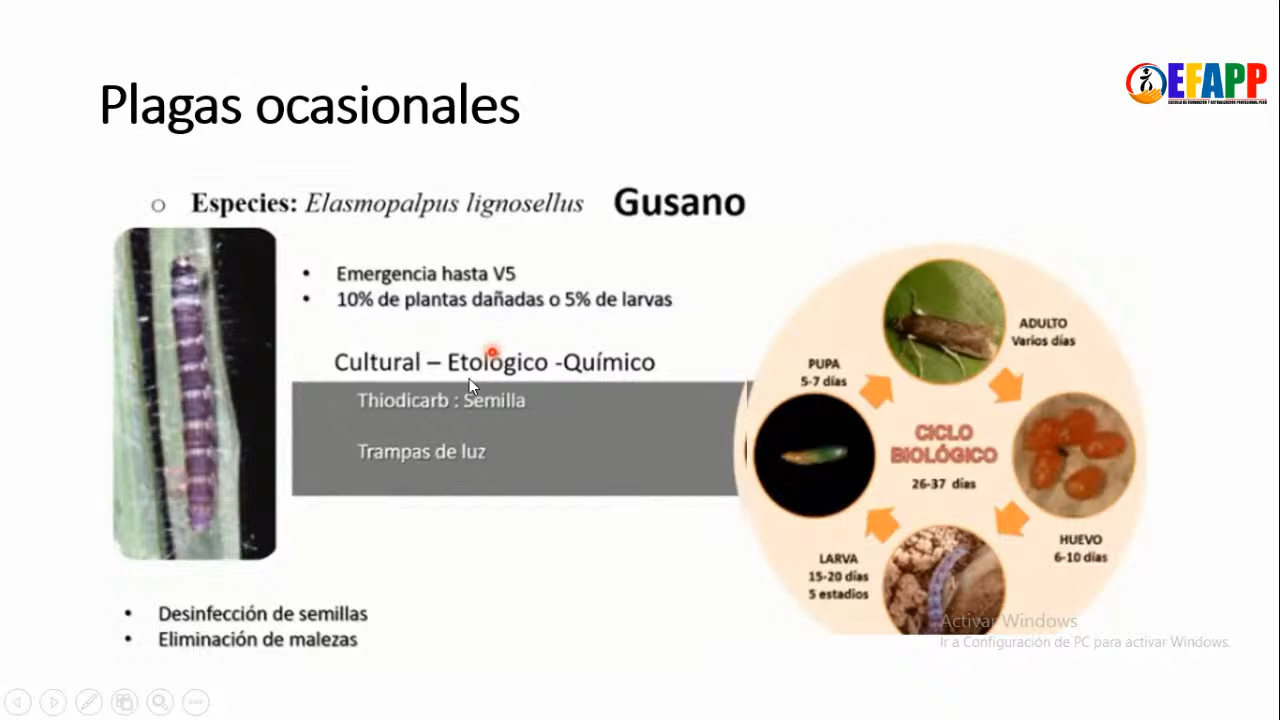 EFAPP
ESCUELA DE FORMACIÓN Y ACTUALIZACIÓN PROFESIONAL PERÚ
Plagas ocasionales
o Especies: Elasmopalpus lignosellus Gusano
• Emergencia hasta V5
• 10% de plantas dañadas o 5% de larvas
Cultural – Etológico -Químico
Thiodicarb : Semilla
Trampas de luz
ADULTO
Varios días
PUPA
5-7 días
CICLO
BIOLÓGICO
26-37 días
HUEVO
6-10 días
LARVA
15-20 días
5 estadios
• Desinfección de semillas
• Eliminación de malezas
Activar Windows
Ir a Configuración de PC para activar Windows.